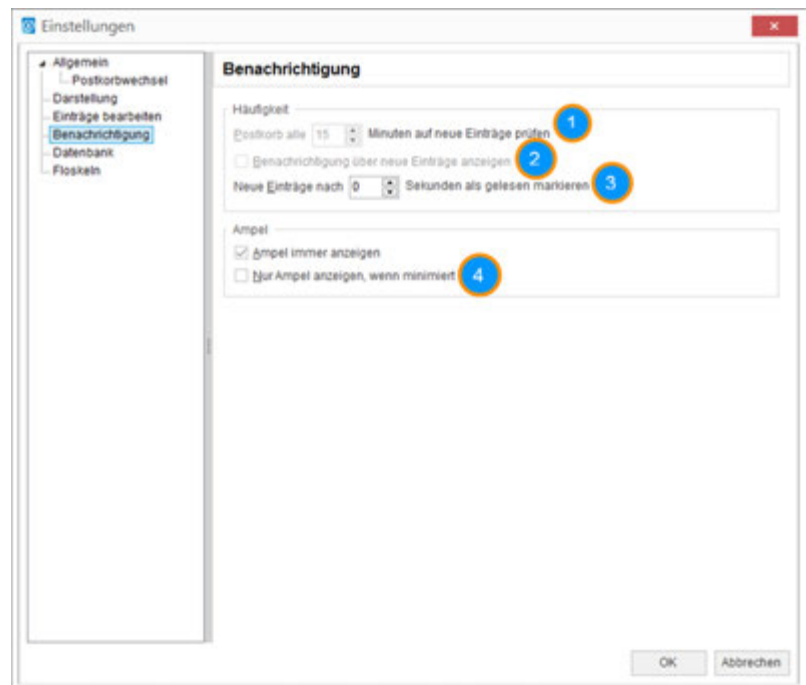 Einstellungen
Allgemein
Postkorbwechsel
Darstellung
Einträge bearbeiten
Benachrichtigung
Datenbank
Floskeln
Benachrichtigung
Häufigkeit
Postkorb alle 15 Minuten auf neue Einträge prüfen 1
Benachrichtigung über neue Einträge anzeigen 2
Neue Einträge nach 0 Sekunden als gelesen markieren 3
Ampel
Ampel immer anzeigen
Nur Ampel anzeigen, wenn minimiert 4
OK Abbrechen